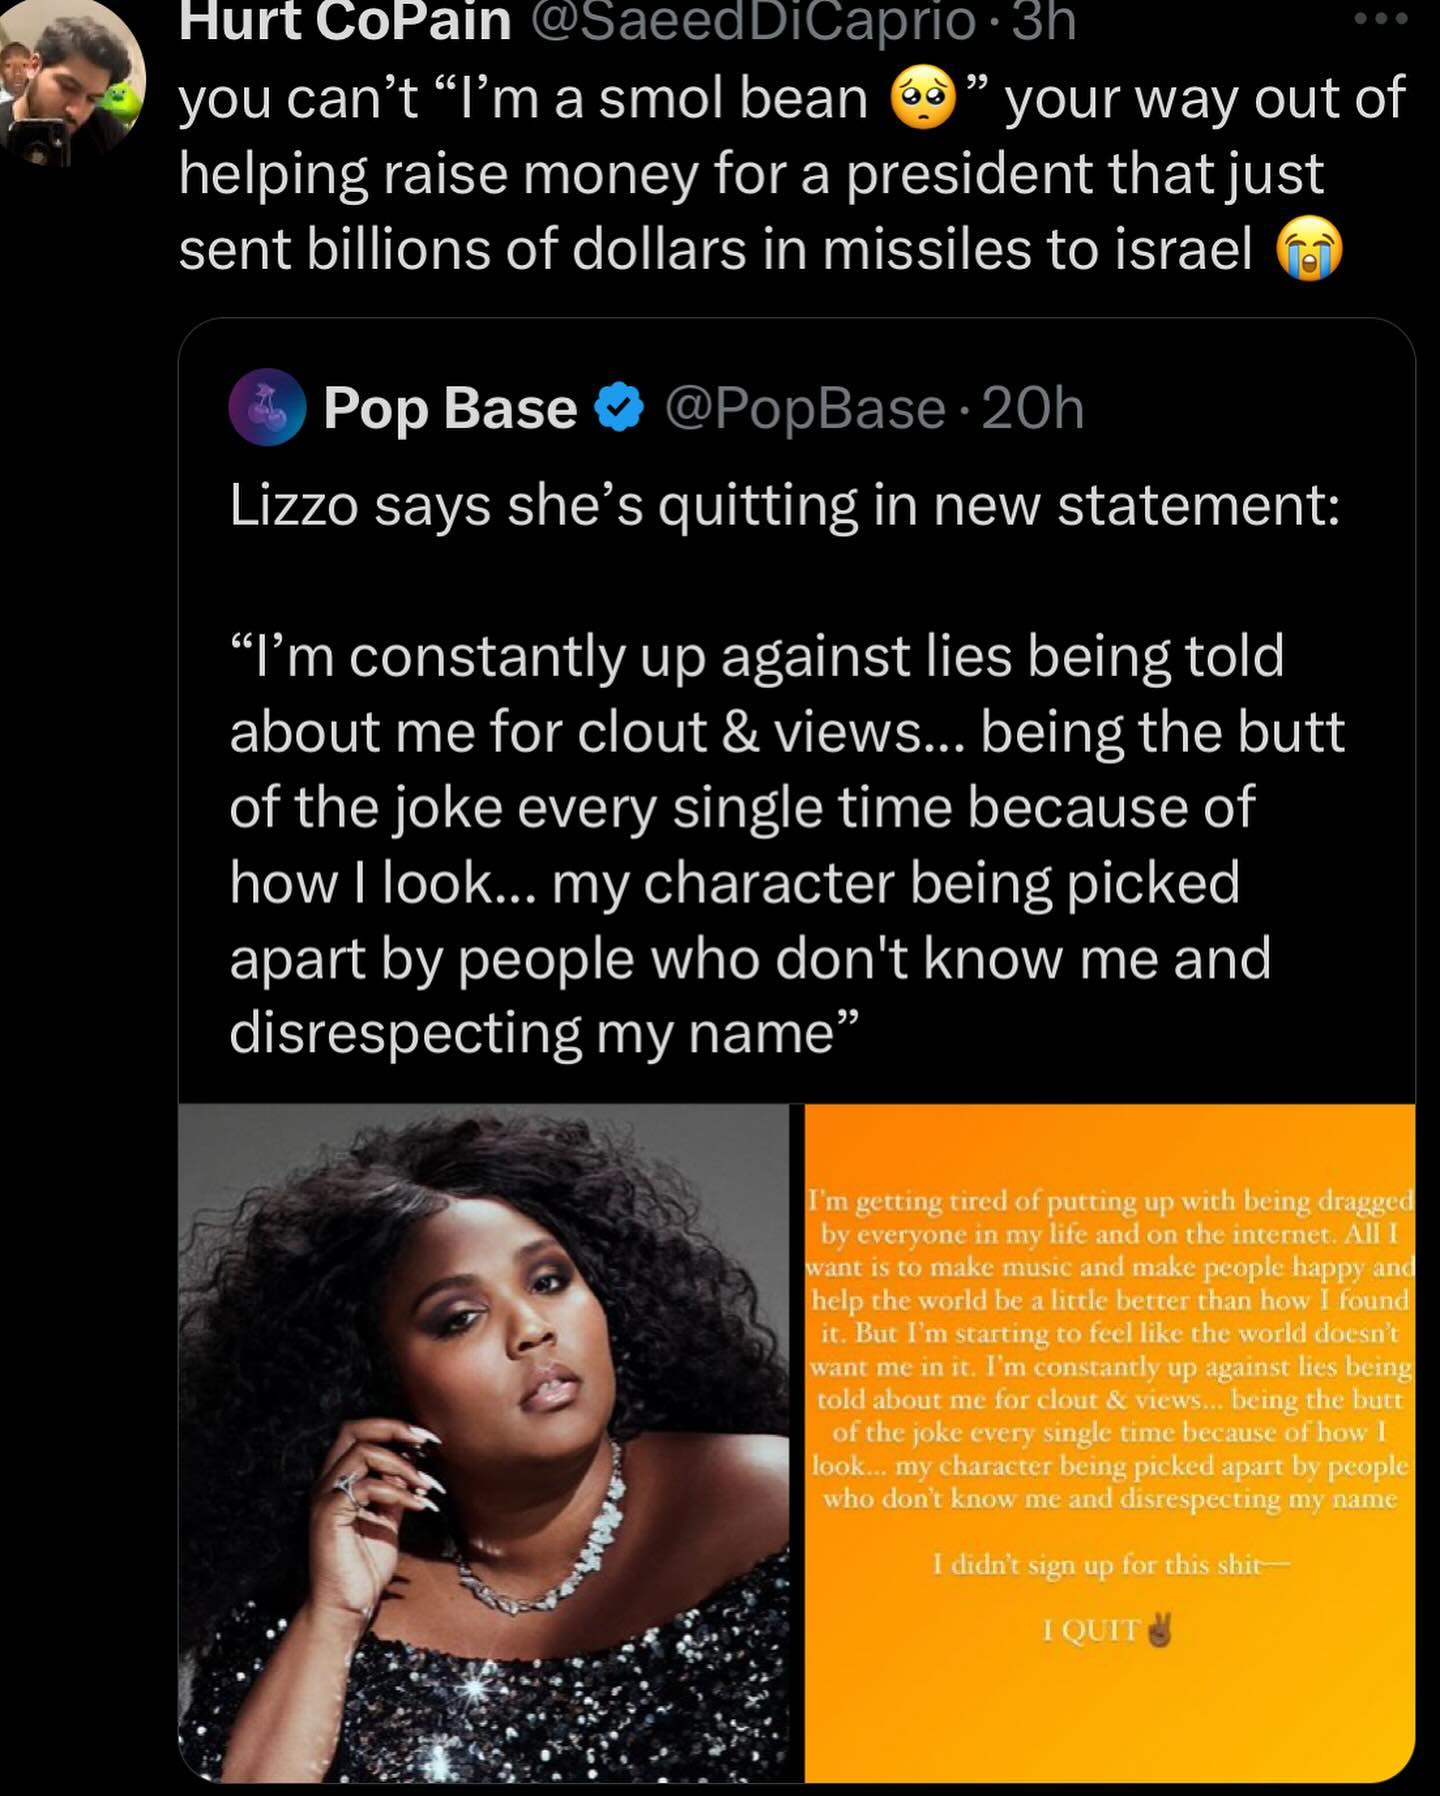 Hurt CoPain @SaeedDiCaprio · 3h
you can’t “I’m a smol bean 🥺” your way out of
helping raise money for a president that just
sent billions of dollars in missiles to israel 😭
Pop Base @PopBase · 20h
Lizzo says she’s quitting in new statement:
“I’m constantly up against lies being told
about me for clout & views... being the butt
of the joke every single time because of
how I look... my character being picked
apart by people who don't know me and
disrespecting my name”
I'm getting tired of putting up with being dragged
by everyone in my life and on the internet. All I
want is to make music and make people happy and
help the world be a little better than how I found
it. But I'm starting to feel like the world doesn't
want me in it. I'm constantly up against lies being
told about me for clout & views... being the butt
of the joke every single time because of how I
look... my character being picked apart by people
who don't know me and disrespecting my name
I didn't sign up for this shit—
I QUIT✌🏾